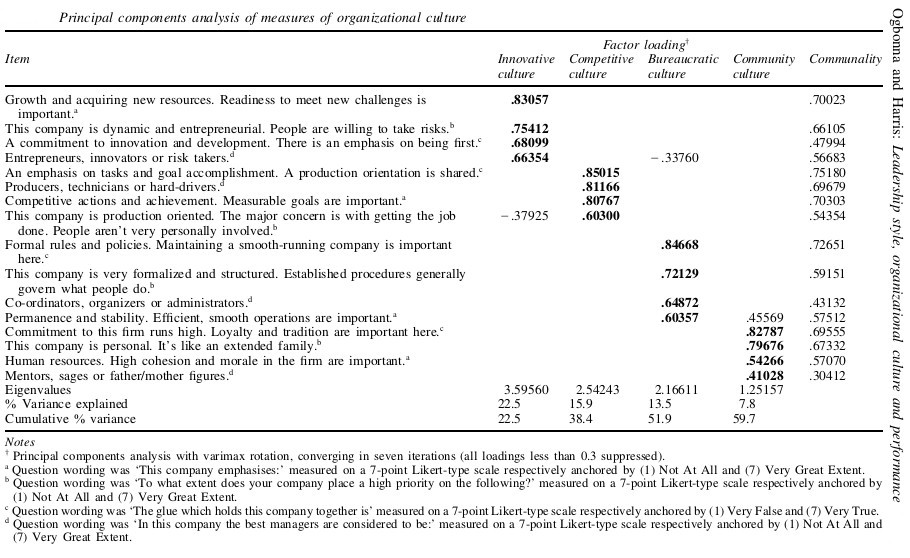 Principal components analysis of measures of organizational culture
Factor loading†
Item Innovative culture Competitive culture Bureaucratic culture Community culture Communality
Growth and acquiring new resources. Readiness to meet new challenges is .83057 .70023
important.a
This company is dynamic and entrepreneurial. People are willing to take risks.b .75412 .66105
A commitment to innovation and development. There is an emphasis on being first.c .68099 .47994
Entrepreneurs, innovators or risk takers.d .66354 −.33760 .56683
An emphasis on tasks and goal accomplishment. A production orientation is shared.c .85015 .75180
Producers, technicians or hard-drivers.d .81166 .69679
Competitive actions and achievement. Measurable goals are important.a .80767 .70303
This company is production oriented. The major concern is with getting the job −.37925 .60300 .54354
done. People aren't very personally involved.b
Formal rules and policies. Maintaining a smooth-running company is important .84668 .72651
here.c
This company is very formalized and structured. Established procedures generally .72129 .59151
govern what people do.b
Co-ordinators, organizers or administrators.d .64872 .43132
Permanence and stability. Efficient, smooth operations are important.a .60357 .45569 .57512
Commitment to this firm runs high. Loyalty and tradition are important here.c .82787 .69555
This company is personal. It's like an extended family.b .79676 .67332
Human resources. High cohesion and morale in the firm are important.a .54266 .57070
Mentors, sages or father/mother figures.d .41028 .30412
Eigenvalues 3.59560 2.54243 2.16611 1.25157
% Variance explained 22.5 15.9 13.5 7.8
Cumulative % variance 22.5 38.4 51.9 59.7
Notes
† Principal components analysis with varimax rotation, converging in seven iterations (all loadings less than 0.3 suppressed).
a Question wording was 'This company emphasises:' measured on a 7-point Likert-type scale respectively anchored by (1) Not At All and (7) Very Great Extent.
b Question wording was 'To what extent does your company place a high priority on the following?' measured on a 7-point Likert-type scale respectively anchored by
(1) Not At All and (7) Very Great Extent.
c Question wording was 'The glue which holds this company together is' measured on a 7-point Likert-type scale respectively anchored by (1) Very False and (7) Very True.
d Question wording was 'In this company the best managers are considered to be:' measured on a 7-point Likert-type scale respectively anchored by (1) Not At All and
(7) Very Great Extent.
Ogbonna and Harris: Leadership style, organizational culture and performance